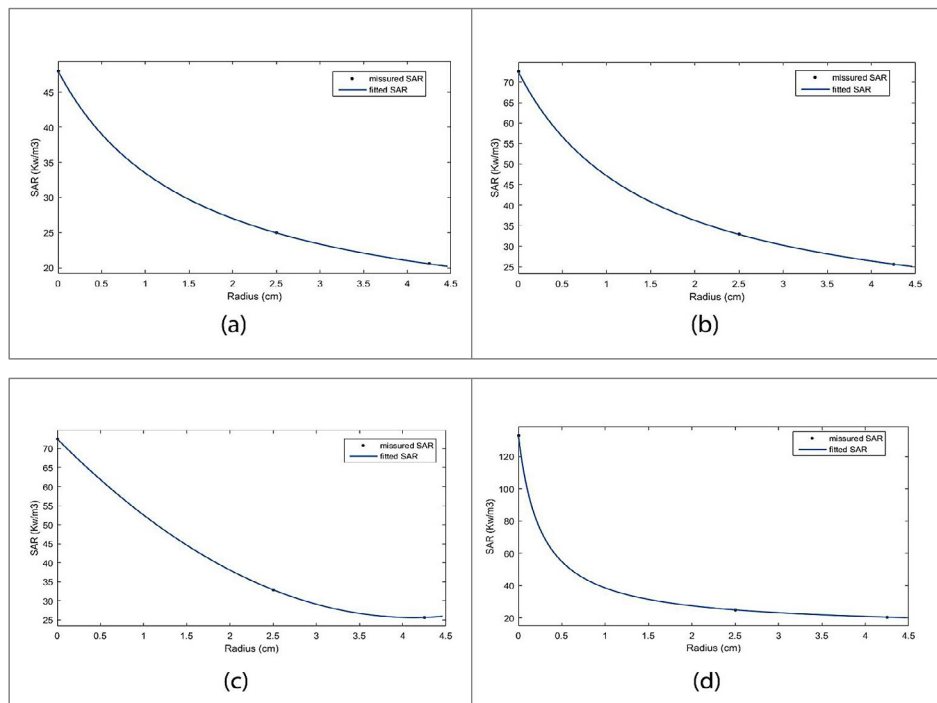 missured SAR
fitted SAR
45
40
35
30
25
20
SAR (Kw/m3)
0 0.5 1 1.5 2 2.5 3 3.5 4 4.5
Radius (cm)
(a)
missured SAR
fitted SAR
70
65
60
55
50
45
40
35
30
25
SAR (Kw/m3)
0 0.5 1 1.5 2 2.5 3 3.5 4 4.5
Radius (cm)
(b)
missured SAR
fitted SAR
70
65
60
55
50
45
40
35
30
25
SAR (Kw/m3)
0 0.5 1 1.5 2 2.5 3 3.5 4 4.5
Radius (cm)
(c)
missured SAR
fitted SAR
120
100
80
60
40
20
SAR (Kw/m3)
0 0.5 1 1.5 2 2.5 3 3.5 4 4.5
Radius (cm)
(d)